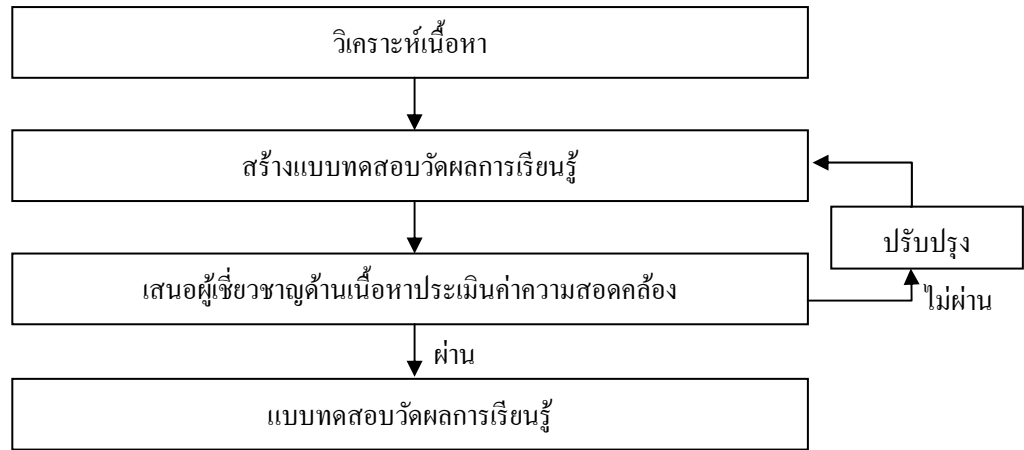 วิเคราะห์เนื้อหา
สร้างแบบทดสอบวัดผลการเรียนรู้
ปรับปรุง
เสนอผู้เชี่ยวชาญด้านเนื้อหาประเมินค่าความสอดคล้อง
ไม่ผ่าน
ผ่าน
แบบทดสอบวัดผลการเรียนรู้